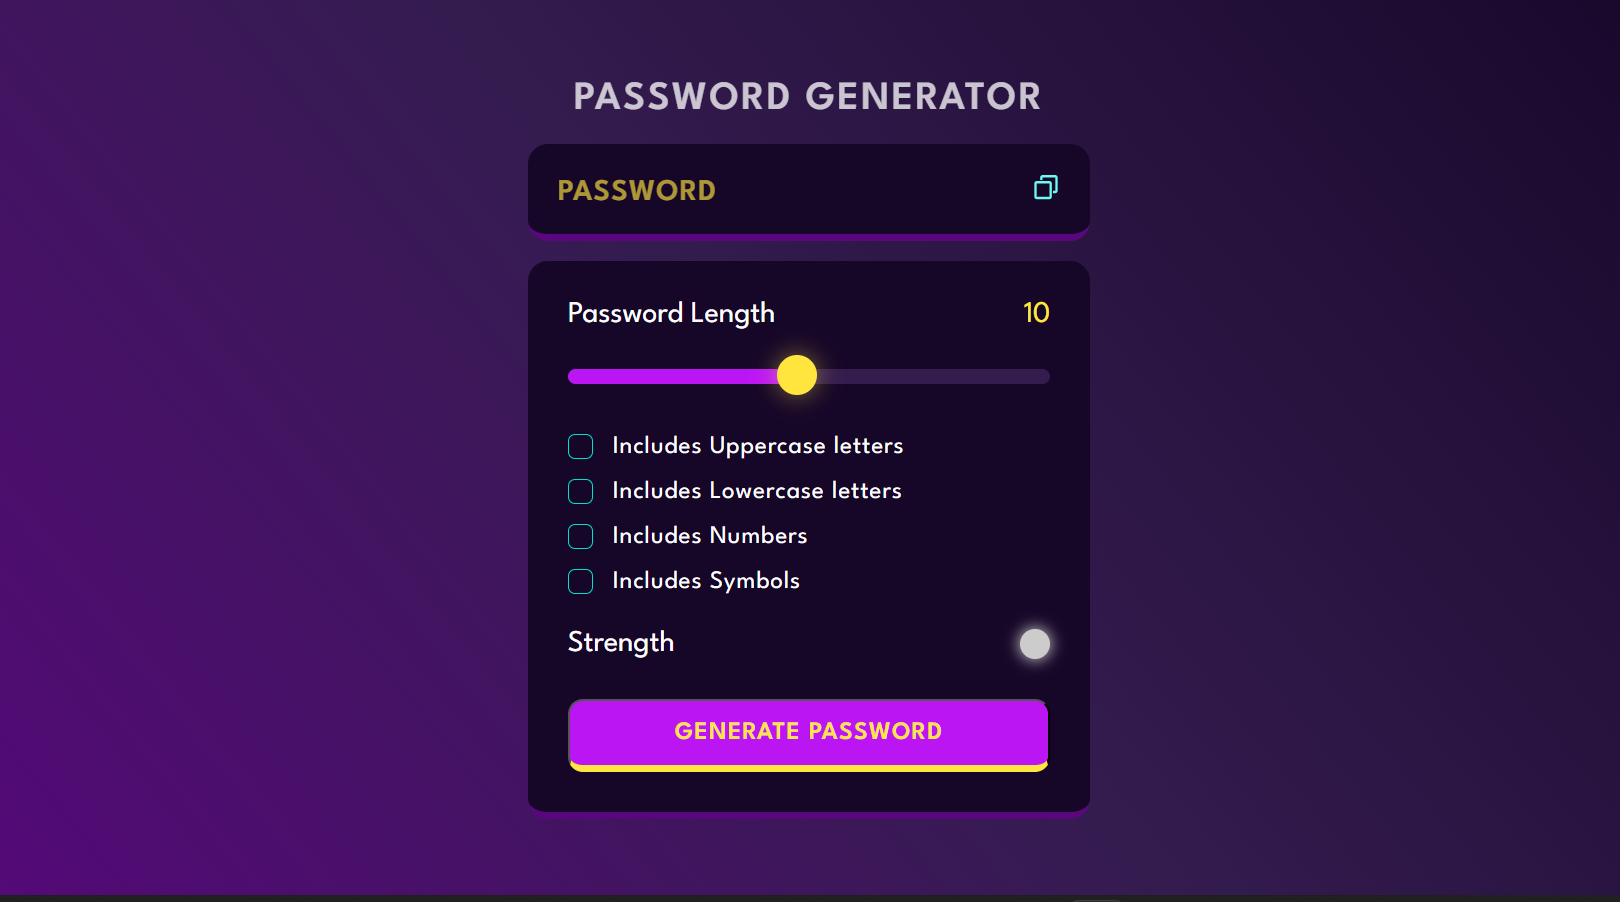 PASSWORD GENERATOR
PASSWORD
Password Length 10
Includes Uppercase letters
Includes Lowercase letters
Includes Numbers
Includes Symbols
Strength
GENERATE PASSWORD